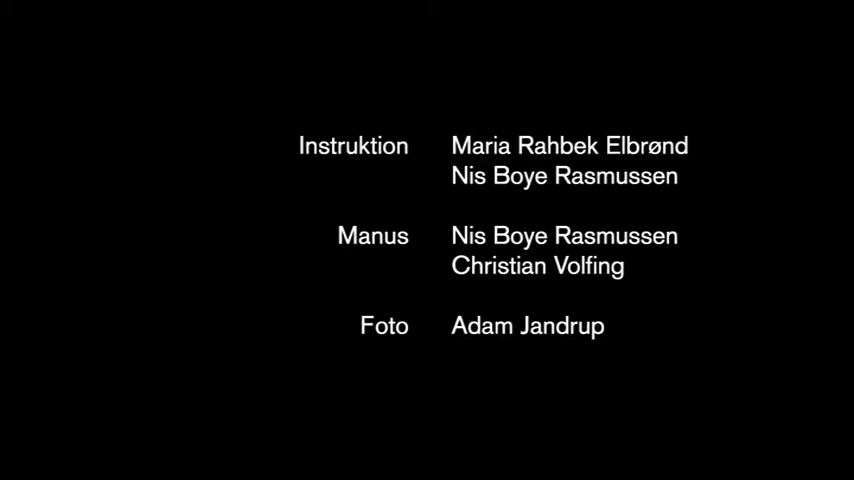 Instruktion Maria Rahbek Elbrønd
Nis Boye Rasmussen
Manus Nis Boye Rasmussen
Christian Volfing
Foto Adam Jandrup